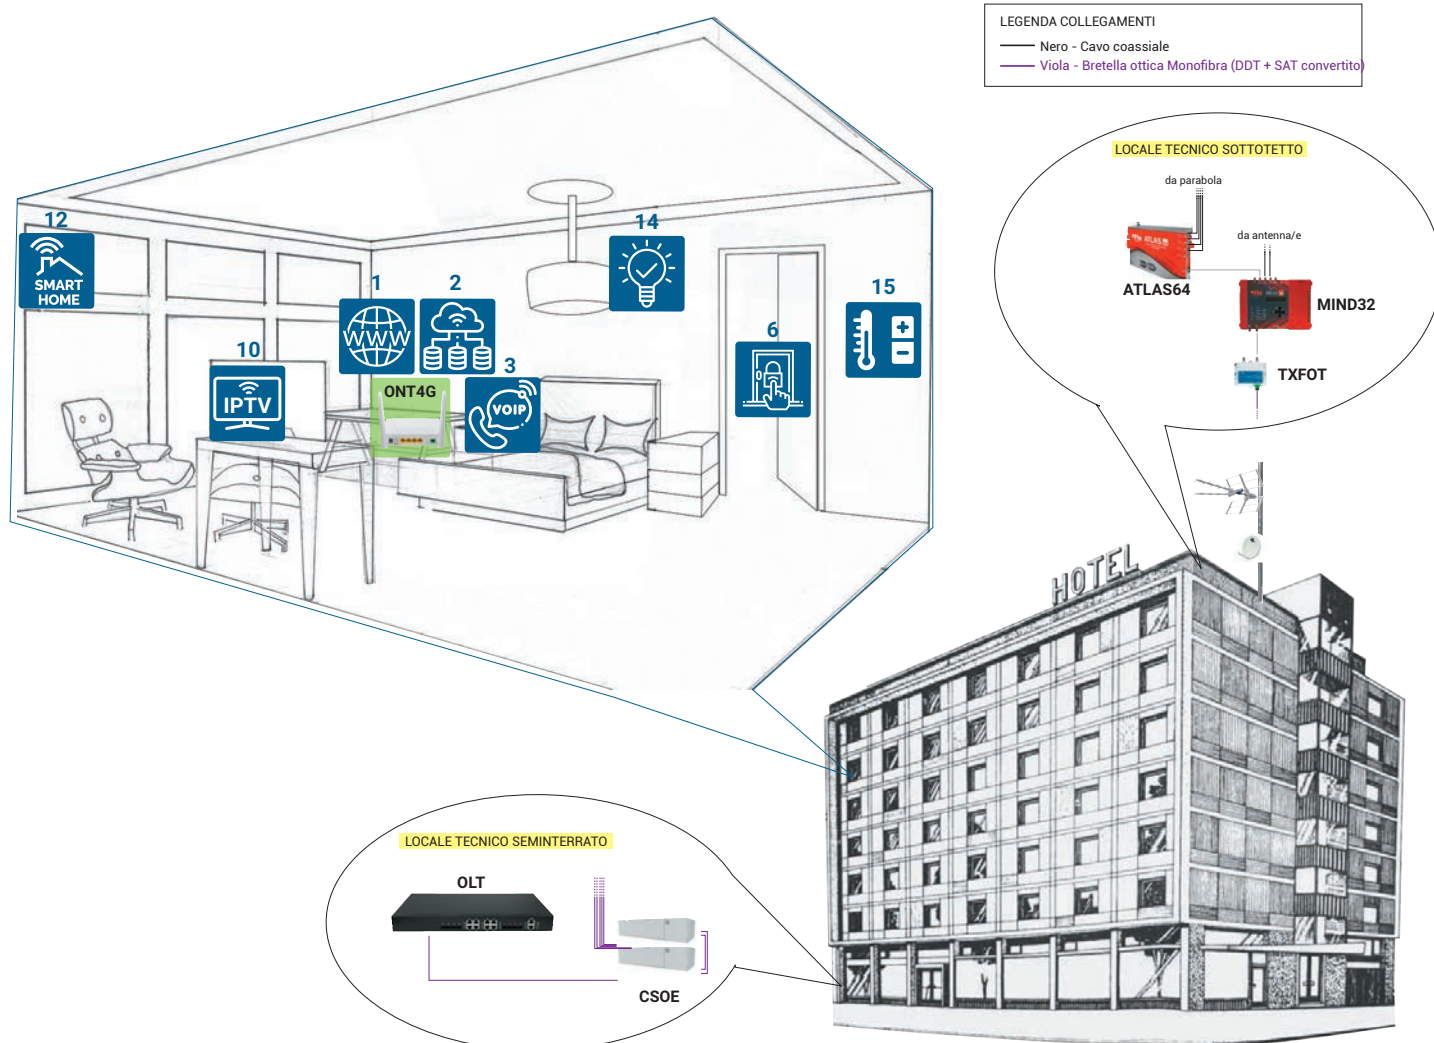 LEGENDA COLLEGAMENTI
Nero - Cavo coassiale
Viola - Bretella ottica Monofibra (DDT + SAT convertito)
LOCALE TECNICO SOTTOTETTO
da parabola
da antenna/e
ATLAS
ATLAS64
MIND32
TXFOT
12
SMART
HOME
14
1
WWW
2
15
6
10
IPTV
ONT4G
3
VOIP
HOTEL
LOCALE TECNICO SEMINTERRATO
OLT
CSOE